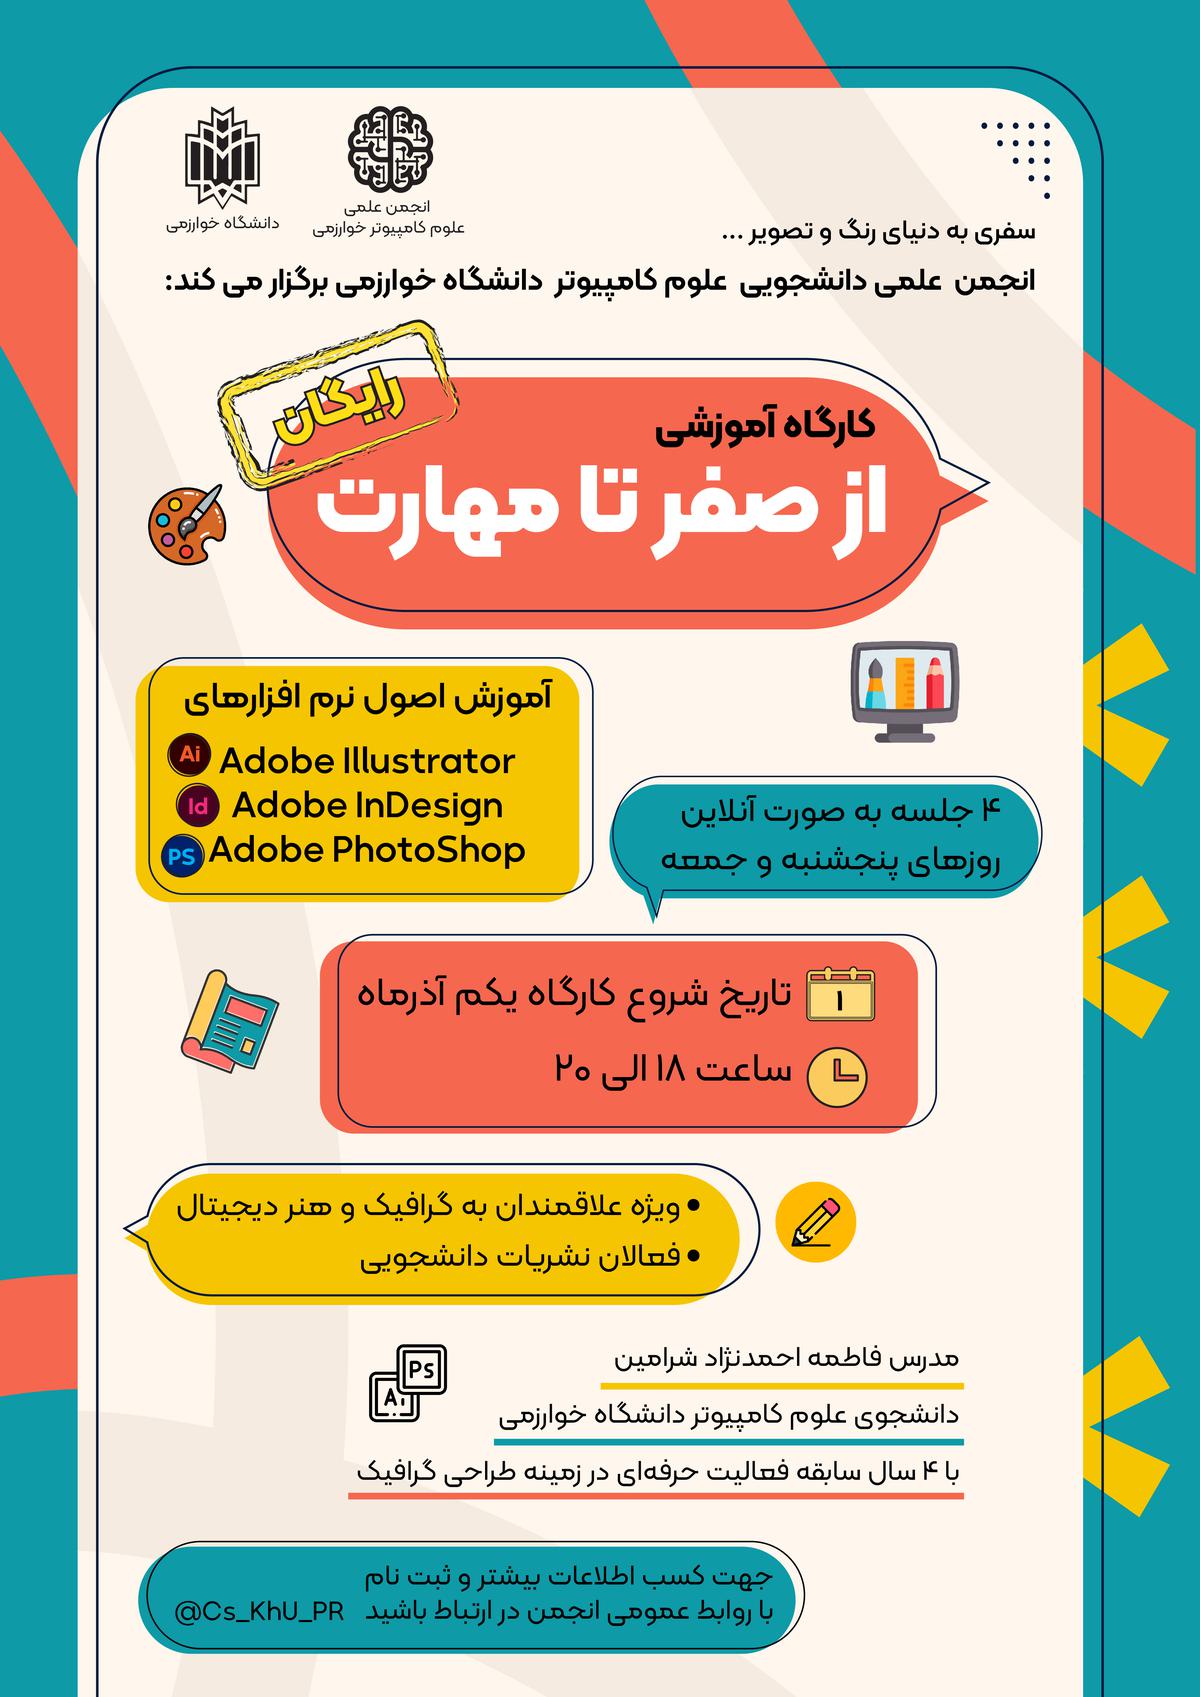 دانشگاه خوارزمی
انجمن علمی
علوم کامپیوتر خوارزمی
سفری به دنیای رنگ و تصویر ...
انجمن علمی دانشجویی علوم کامپیوتر دانشگاه خوارزمی برگزار می کند:
رایگان
کارگاه آموزشی
از صفر تا مهارت
آموزش اصول نرم افزارهای
Ai Adobe Illustrator
Id Adobe InDesign
PS Adobe PhotoShop
۴ جلسه به صورت آنلاین
روزهای پنجشنبه و جمعه
۱ تاریخ شروع کارگاه یکم آذرماه
ساعت ۱۸ الی ۲۰
• ویژه علاقمندان به گرافیک و هنر دیجیتال
• فعالان نشریات دانشجویی
Ps
Ai
مدرس فاطمه احمدنژاد شرامین
دانشجوی علوم کامپیوتر دانشگاه خوارزمی
با ۴ سال سابقه فعالیت حرفه‌ای در زمینه طراحی گرافیک
جهت کسب اطلاعات بیشتر و ثبت نام
با روابط عمومی انجمن در ارتباط باشید @Cs_KhU_PR